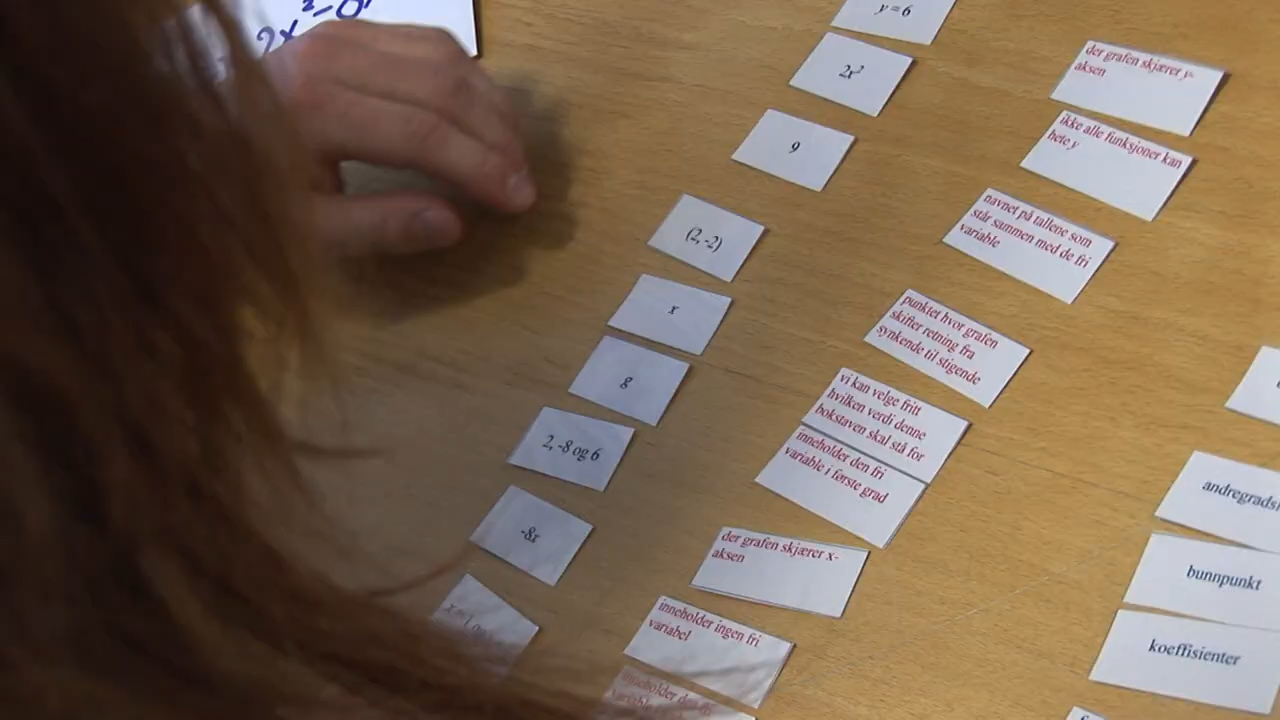 y = 6
2x²
9
(2, -2)
x
g
2, -8 og 6
-8x
der grafen skjærer y-
aksen
ikke alle funksjoner kan
hete y
navnet på tallene som
står sammen med de fri
variable
punktet hvor grafen
skifter retning fra
synkende til stigende
vi kan velge fritt
hvilken verdi denne
bokstaven skal stå for
inneholder den fri
variable i første grad
der grafen skjærer x-
aksen
inneholder ingen fri
variabel
inneholder den fri
bunnpunkt
koeffisienter